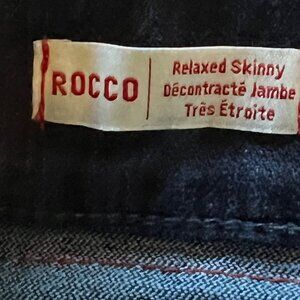 ROCCO
Relaxed Skinny
Décontracté Jambe
Très Étroite